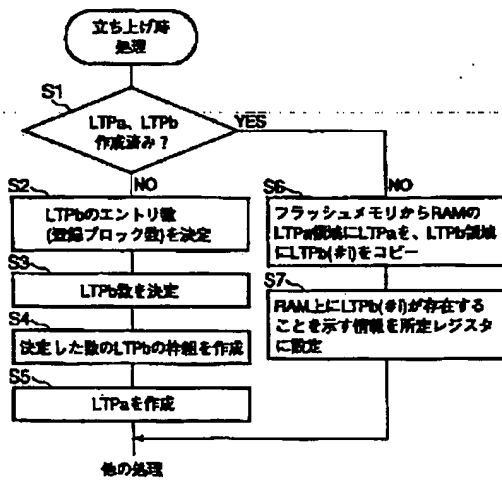 立ち上げ時
処理
S1
LTPa、LTPb
作成済み？
YES
NO
S2
LTPbのエントリ数
(登録ブロック数)を決定
S3
LTPb数を決定
S4
決定した数のLTPbの枠組を作成
S5
LTPaを作成
NO
S6
フラッシュメモリからRAMの
LTPa領域にLTPaを、LTPb領域
にLTPb(#i)をコピー
S7
RAM上にLTPb(#i)が存在する
ことを示す情報を所定レジスタ
に設定
他の処理